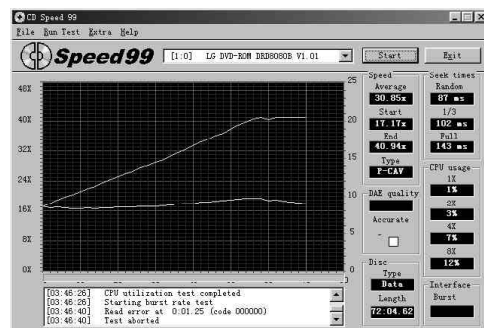 CD Speed 99
File Run Test Extra Help
Speed99
[1:0] LG DVD-ROM DRD8080B V1.01
Start
Exit
48X
40X
32X
24X
16X
8X
0X
25
20
15
10
5
0
Speed
Average
30.85x
Start
17.17x
End
40.94x
Type
P-CAV
DAE quality
Accurate
-
Disc
Type
Data
Length
72:04.62
Seek times
Random
87 ms
1/3
102 ms
Full
143 ms
CPU usage
1X
1%
2X
3%
4X
7%
8X
12%
Interface
Burst
[03:46:26] CPU utilization test completed
[03:46:26] Starting burst rate test
[03:46:40] Read error at 0:01.25 (code 000000)
[03:46:40] Test aborted